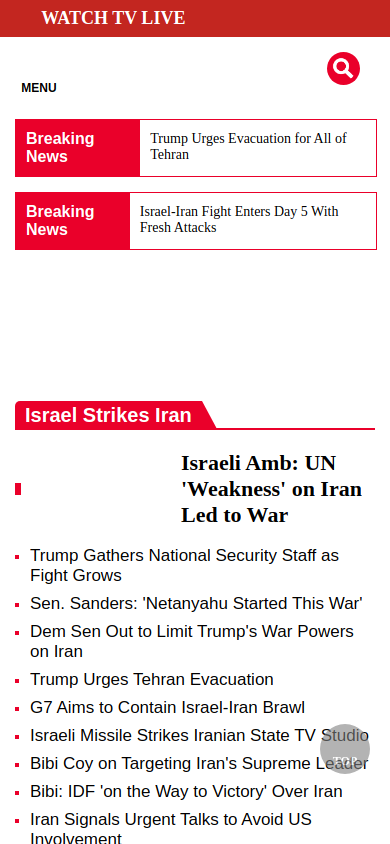 WATCH TV LIVE
MENU
Breaking
News
Trump Urges Evacuation for All of
Tehran
Breaking
News
Israel-Iran Fight Enters Day 5 With
Fresh Attacks
Israel Strikes Iran
Israeli Amb: UN
'Weakness' on Iran
Led to War
Trump Gathers National Security Staff as
Fight Grows
Sen. Sanders: 'Netanyahu Started This War'
Dem Sen Out to Limit Trump's War Powers
on Iran
Trump Urges Tehran Evacuation
G7 Aims to Contain Israel-Iran Brawl
Israeli Missile Strikes Iranian State TV Studio
Bibi Coy on Targeting Iran's Supreme Leader
TOP
Bibi: IDF 'on the Way to Victory' Over Iran
Iran Signals Urgent Talks to Avoid US
Involvement